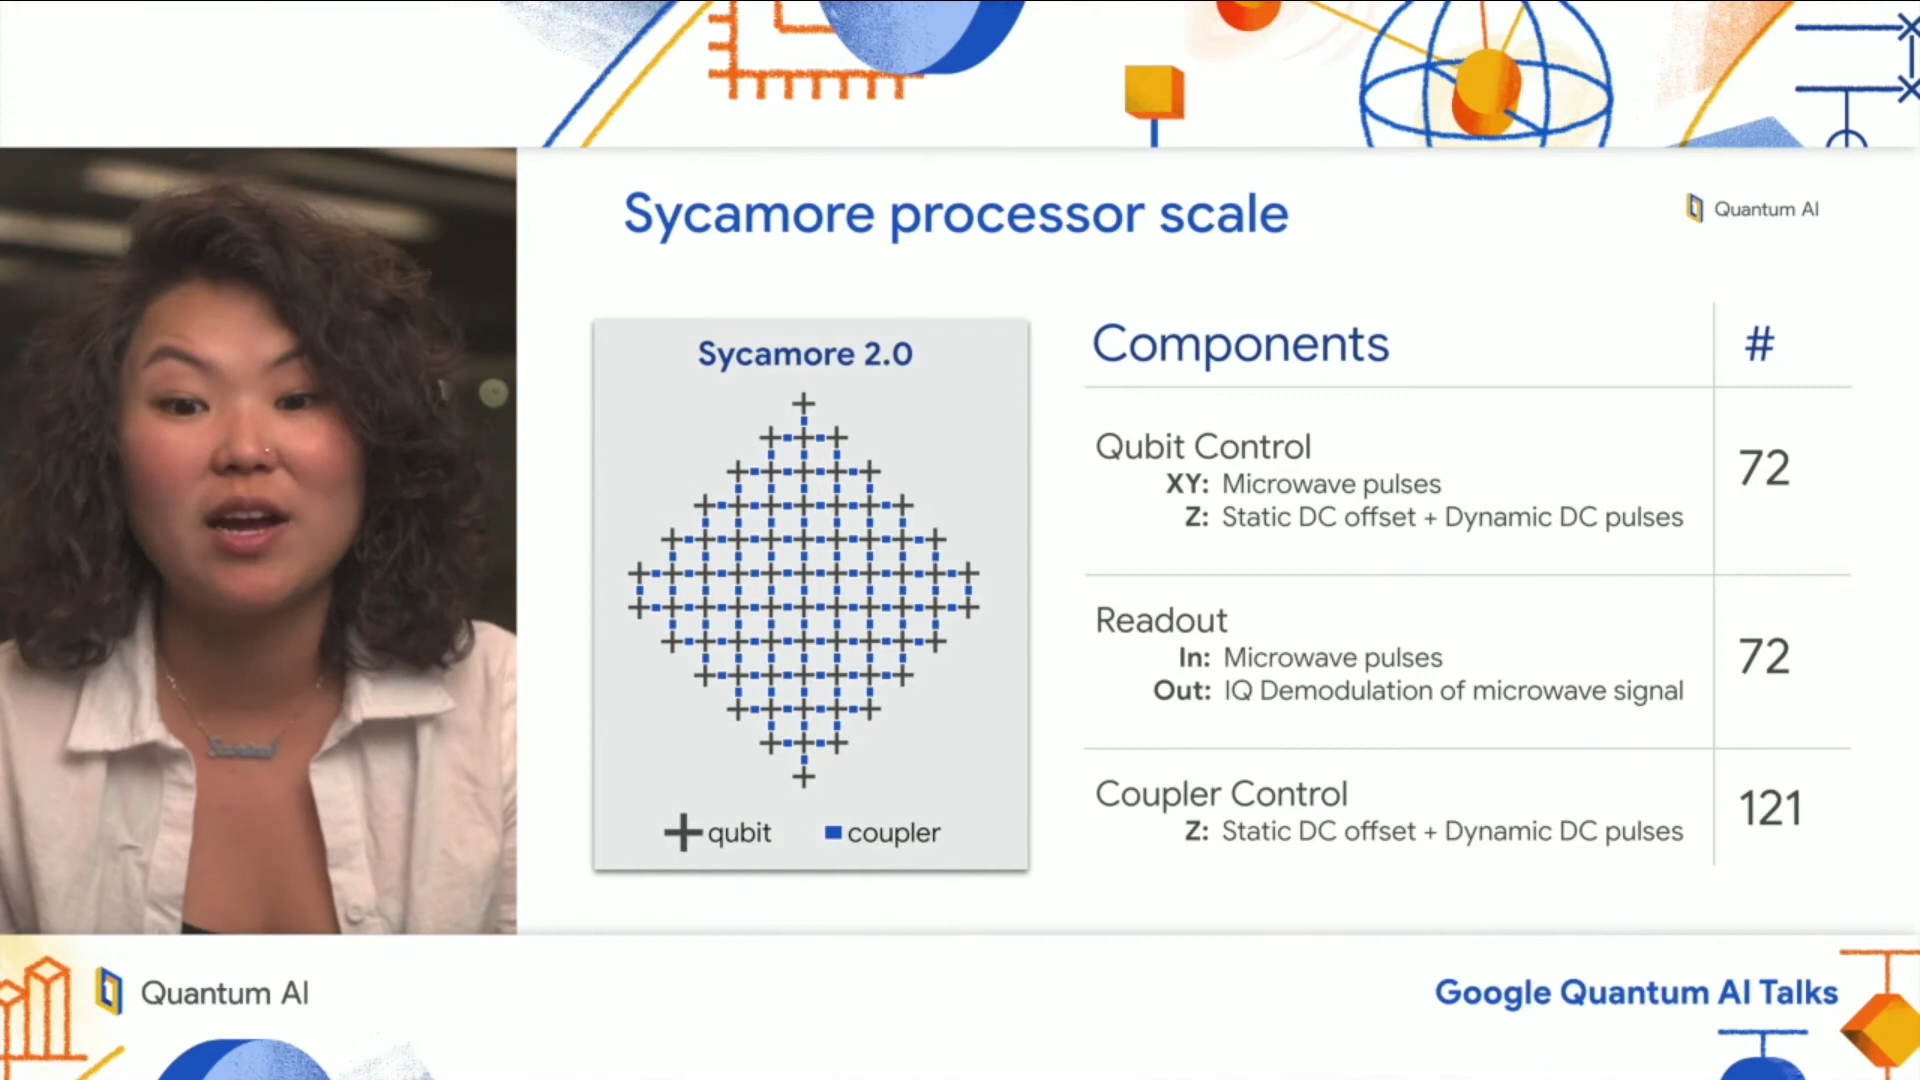 Sycamore processor scale
Quantum AI
Sycamore 2.0
qubit
coupler
Components #
Qubit Control 72
XY: Microwave pulses
Z: Static DC offset + Dynamic DC pulses
Readout 72
In: Microwave pulses
Out: IQ Demodulation of microwave signal
Coupler Control 121
Z: Static DC offset + Dynamic DC pulses
Quantum AI
Google Quantum AI Talks